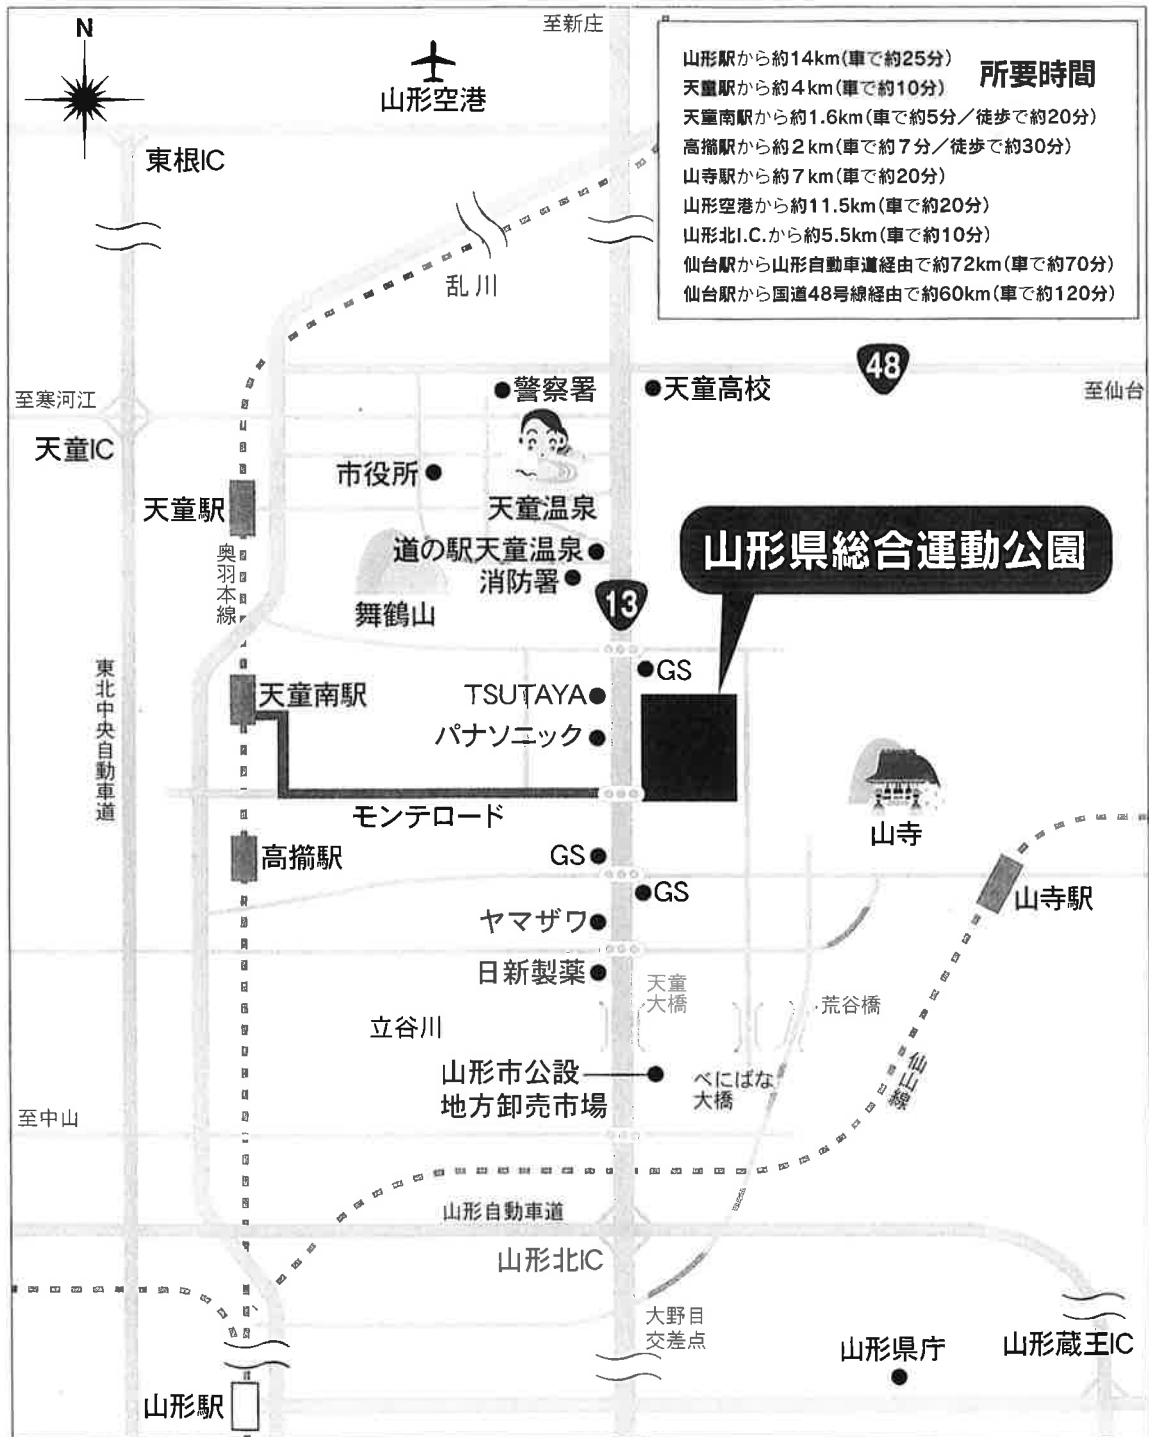 N
至新庄
山形空港
東根IC
所要時間
山形駅から約14km(車で約25分)
天童駅から約4km(車で約10分)
天童南駅から約1.6km(車で約5分／徒歩で約20分)
高擶駅から約2km(車で約7分／徒歩で約30分)
山寺駅から約7km(車で約20分)
山形空港から約11.5km(車で約20分)
山形北I.C.から約5.5km(車で約10分)
仙台駅から山形自動車道経由で約72km(車で約70分)
仙台駅から国道48号線経由で約60km(車で約120分)
乱川
48
至寒河江
警察署
天童高校
至仙台
天童IC
市役所
天童駅
天童温泉
山形県総合運動公園
道の駅天童温泉
奥羽本線
消防署
13
舞鶴山
東北中央自動車道
GS
天童南駅
TSUTAYA
パナソニック
モンテロード
山寺
高擶駅
GS
GS
山寺駅
ヤマザワ
日新製薬
天童
大橋
荒谷橋
立谷川
山形市公設
地方卸売市場
べにばな
大橋
仙山線
至中山
山形自動車道
山形北IC
大野目
交差点
山形県庁
山形蔵王IC
山形駅